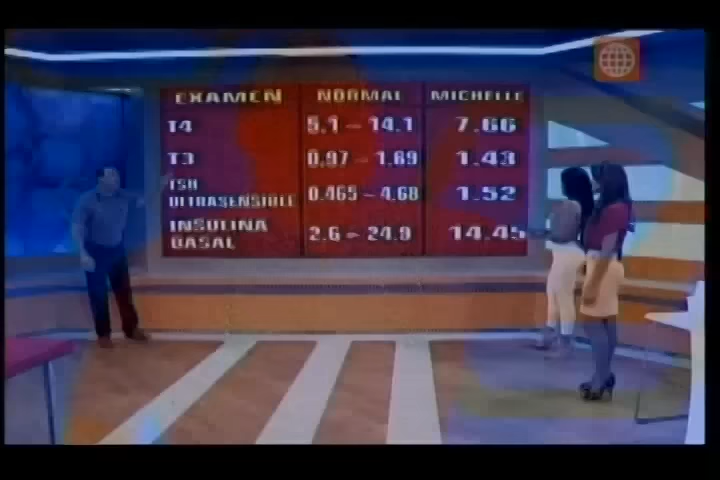 EXAMEN NORMAL MICHELLE
T4 5.1 - 14.1 7.66
T3 0.97 - 1.69 1.43
TSH
ULTRASENSIBLE 0.465 - 4.68 1.52
INSULINA
BASAL 2.6 - 24.9 14.45